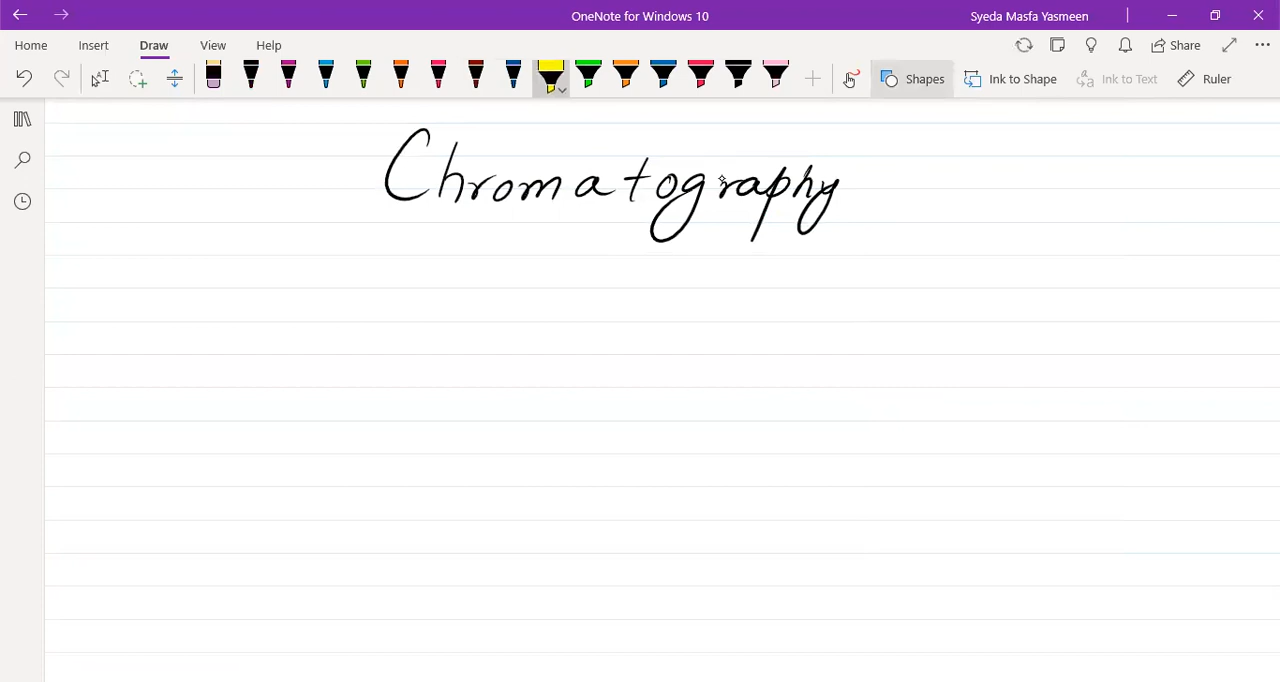 OneNote for Windows 10
Syeda Masfa Yasmeen
Home Insert Draw View Help
Share
Shapes Ink to Shape Ink to Text Ruler
Chromatography